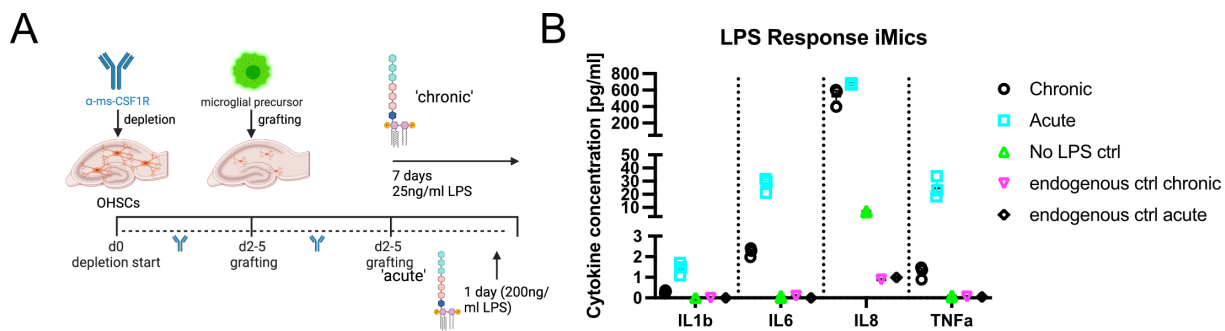 A
α-ms-CSF1R
depletion
OHSCs
microglial precursor
grafting
'chronic'
7 days
25ng/ml LPS
d0
depletion start
d2-5
grafting
d2-5
grafting
'acute'
1 day (200ng/
ml LPS)
P
P
P
P
B
LPS Response iMics
Cytokine concentration [pg/ml]
800
600
400
200
50
40
30
20
10
3
2
1
0
IL1b
IL6
IL8
TNFa
Chronic
Acute
No LPS ctrl
endogenous ctrl chronic
endogenous ctrl acute